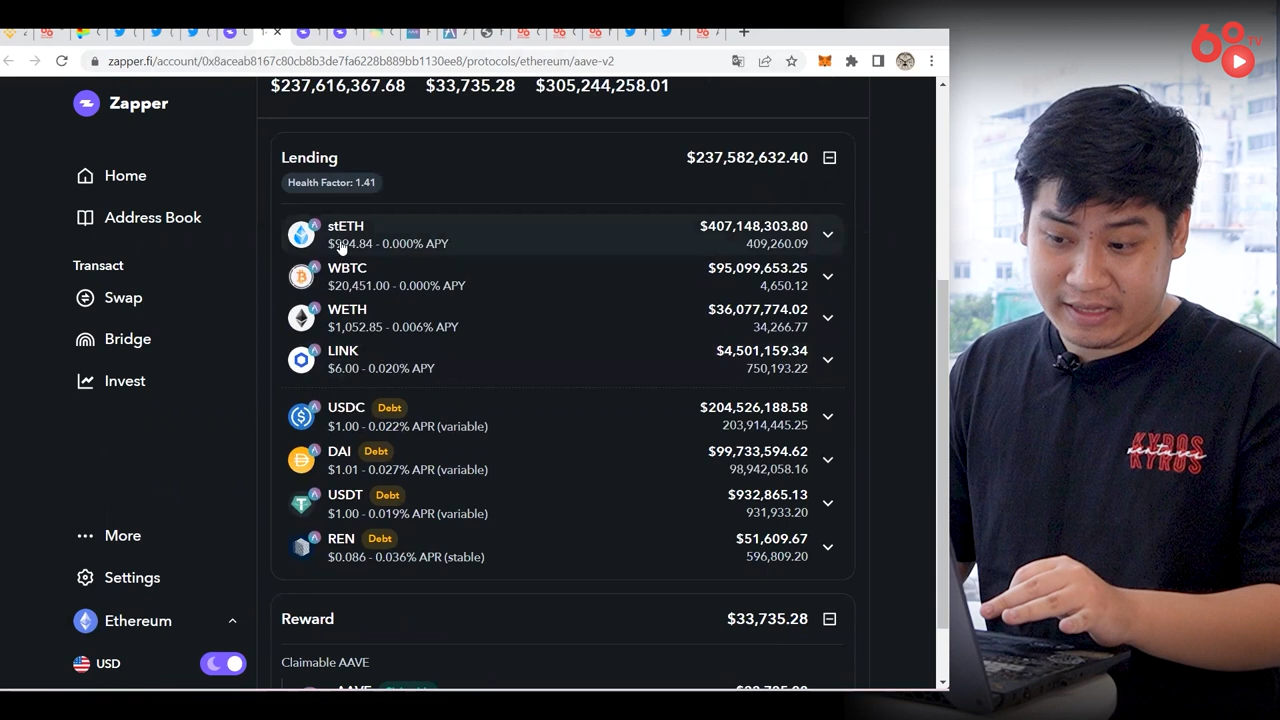 zapper.fi/account/0x8aceab8167c80cb8b3de7fa6228b889bb1130ee8/protocols/ethereum/aave-v2
Zapper
Home
Address Book
Transact
Swap
Bridge
Invest
More
Settings
Ethereum
USD
$237,616,367.68 $33,735.28 $305,244,258.01
Lending $237,582,632.40
Health Factor: 1.41
stETH $407,148,303.80
$994.84 - 0.000% APY 409,260.09
WBTC $95,099,653.25
$20,451.00 - 0.000% APY 4,650.12
WETH $36,077,774.02
$1,052.85 - 0.006% APY 34,266.77
LINK $4,501,159.34
$6.00 - 0.020% APY 750,193.22
USDC Debt $204,526,188.58
$1.00 - 0.022% APR (variable) 203,914,445.25
DAI Debt $99,733,594.62
$1.01 - 0.027% APR (variable) 98,942,058.16
USDT Debt $932,865.13
$1.00 - 0.019% APR (variable) 931,933.20
REN Debt $51,609.67
$0.086 - 0.036% APR (stable) 596,809.20
Reward $33,735.28
Claimable AAVE
TV
KYROS
ventures
KYROS